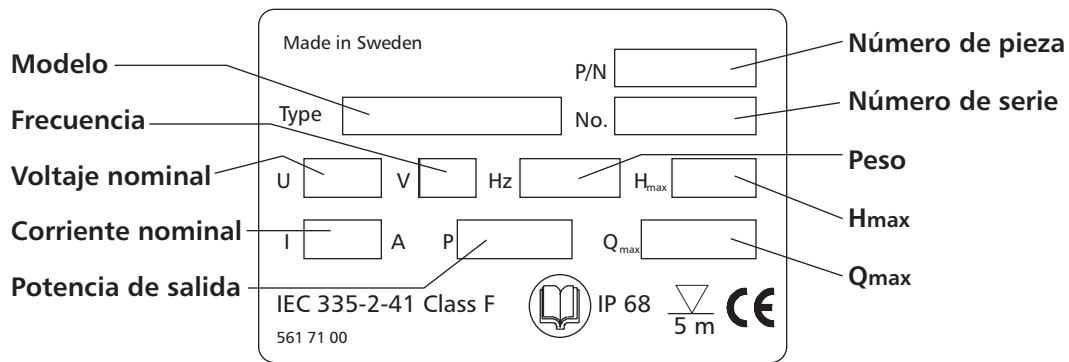 Made in Sweden
Número de pieza
Modelo
P/N
Número de serie
Frecuencia
Type
No.
Voltaje nominal
U
V
Hz
Hmax
Peso
Corriente nominal
I
A
P
Qmax
Hmax
Potencia de salida
Qmax
IEC 335-2-41 Class F
IP 68
5 m
CE
561 71 00